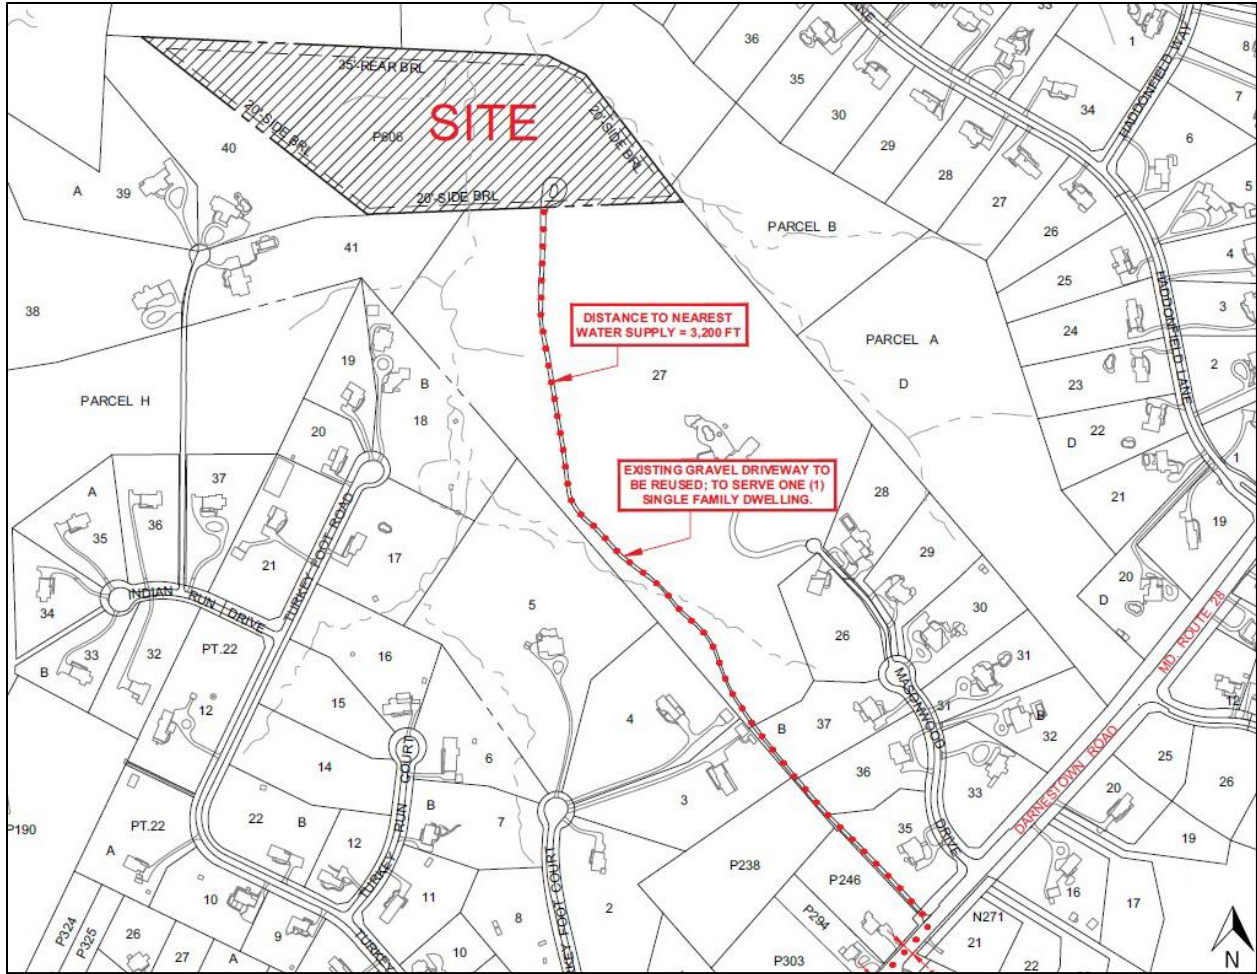 36
33
1
8
7
35
30
34
HADDONFIELD WAY
6
35'-REAR BRL
SITE
20'-SIDE BRL
P606
20'-SIDE BRL
40
29
28
27
5
A
39
20'-SIDE BRL
PARCEL B
26
4
41
25
HADDONFIELD LANE
3
38
DISTANCE TO NEAREST
WATER SUPPLY = 3,200 FT
24
PARCEL A
2
19
B
27
D
23
PARCEL H
18
20
22
D
1
EXISTING GRAVEL DRIVEWAY TO
BE REUSED; TO SERVE ONE (1)
SINGLE FAMILY DWELLING.
A
37
36
35
28
21
19
TURKEY FOOT ROAD
17
21
29
20
D
34
INDIAN RUN DRIVE
5
30
MD. ROUTE 28
B
33
32
PT.22
16
26
31
12
15
4
MASONWOOD
DRIVE
31
B
32
12
B
37
14
6
36
33
25
26
DARNESTOWN ROAD
20
P190
PT.22
22
B
12
TURKEY RUN COURT
B
7
3
35
19
A
P238
P246
10
11
16
17
P324
P325
26
27
A
9
TURKEY
10
8
TURKEY FOOT COURT
2
P294
P303
N271
21
22
N